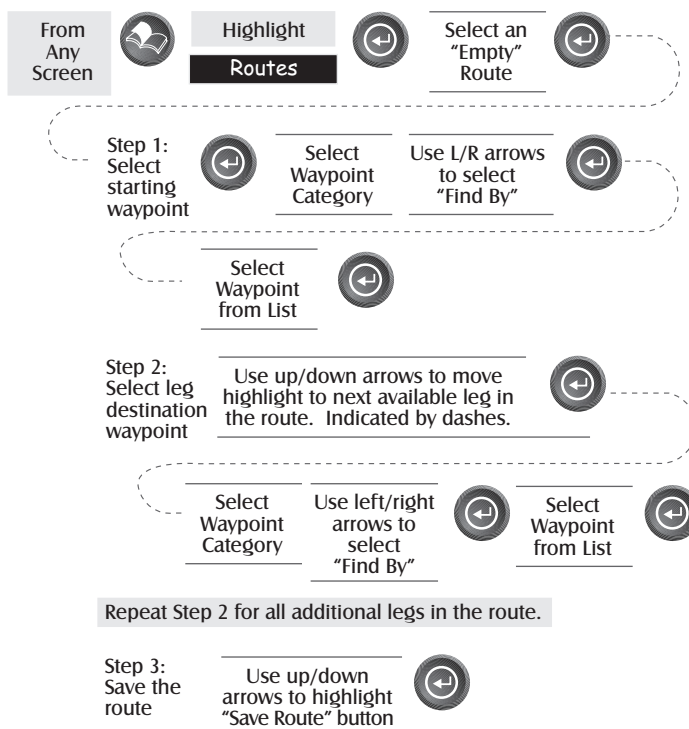 From
Any
Screen
Highlight
Routes
Select an
“Empty”
Route
Step 1:
Select
starting
waypoint
Select
Waypoint
Category
Use L/R arrows
to select
“Find By”
Select
Waypoint
from List
Step 2:
Select leg
destination
waypoint
Use up/down arrows to move
highlight to next available leg in
the route.  Indicated by dashes.
Select
Waypoint
Category
Use left/right
arrows to
select
“Find By”
Select
Waypoint
from List
Repeat Step 2 for all additional legs in the route.
Step 3:
Save the
route
Use up/down
arrows to highlight
“Save Route” button